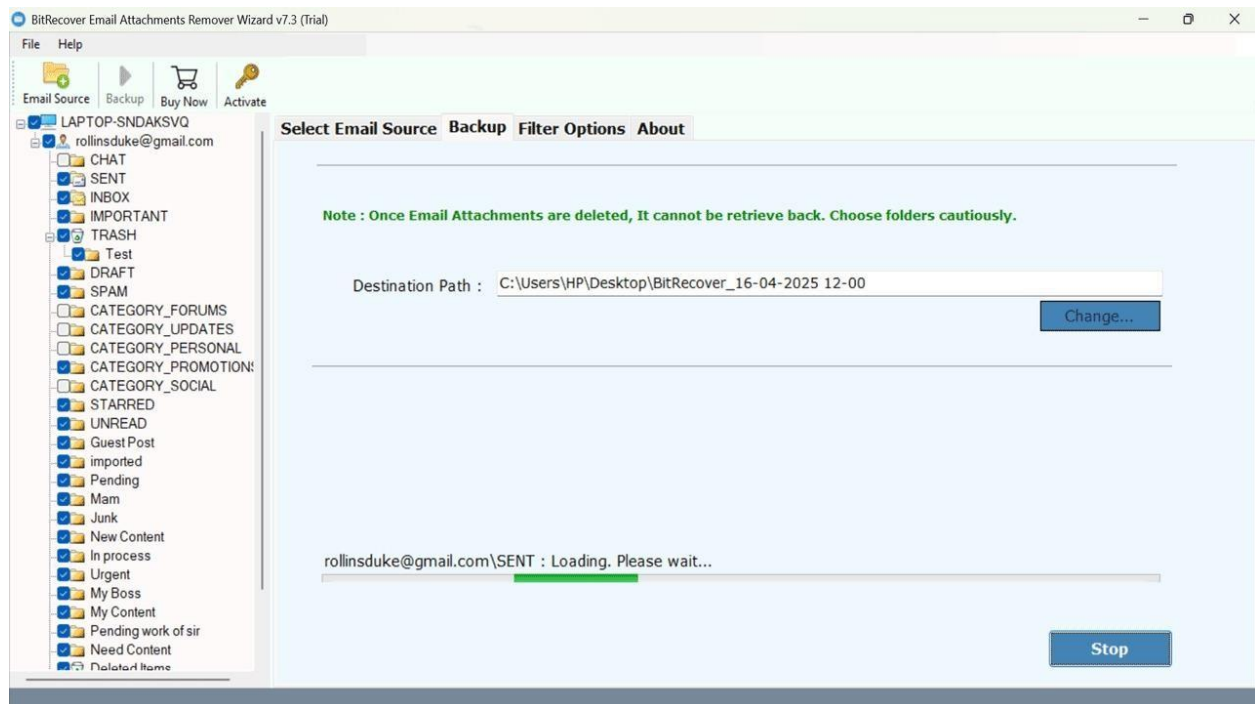 BitRecover Email Attachments Remover Wizard v7.3 (Trial)
File Help
Email Source Backup Buy Now Activate
LAPTOP-SNDAKSVQ
rollinsduke@gmail.com
CHAT
SENT
INBOX
IMPORTANT
TRASH
Test
DRAFT
SPAM
CATEGORY_FORUMS
CATEGORY_UPDATES
CATEGORY_PERSONAL
CATEGORY_PROMOTIONS
CATEGORY_SOCIAL
STARRED
UNREAD
Guest Post
imported
Pending
Mam
Junk
New Content
In process
Urgent
My Boss
My Content
Pending work of sir
Need Content
Deleted Items
Select Email Source Backup Filter Options About
Note : Once Email Attachments are deleted, It cannot be retrieve back. Choose folders cautiously.
Destination Path : C:\Users\HP\Desktop\BitRecover_16-04-2025 12-00
Change...
rollinsduke@gmail.com\SENT : Loading. Please wait...
Stop